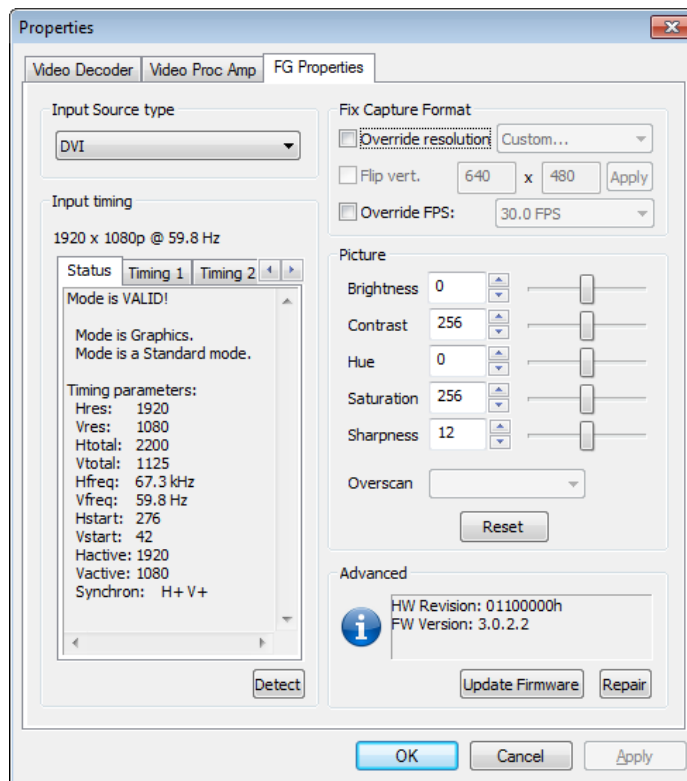 Properties
Video Decoder
Video Proc Amp
FG Properties
Input Source type
DVI
Input timing
1920 x 1080p @ 59.8 Hz
Status
Timing 1
Timing 2
Mode is VALID!
Mode is Graphics.
Mode is a Standard mode.
Timing parameters:
Hres: 1920
Vres: 1080
Htotal: 2200
Vtotal: 1125
Hfreq: 67.3 kHz
Vfreq: 59.8 Hz
Hstart: 276
Vstart: 42
Hactive: 1920
Vactive: 1080
Synchron: H+ V+
Detect
Fix Capture Format
Override resolution
Custom...
Flip vert.
640
x
480
Apply
Override FPS:
30.0 FPS
Picture
Brightness 0
Contrast 256
Hue 0
Saturation 256
Sharpness 12
Overscan
Reset
Advanced
HW Revision: 01100000h
FW Version: 3.0.2.2
Update Firmware
Repair
OK
Cancel
Apply